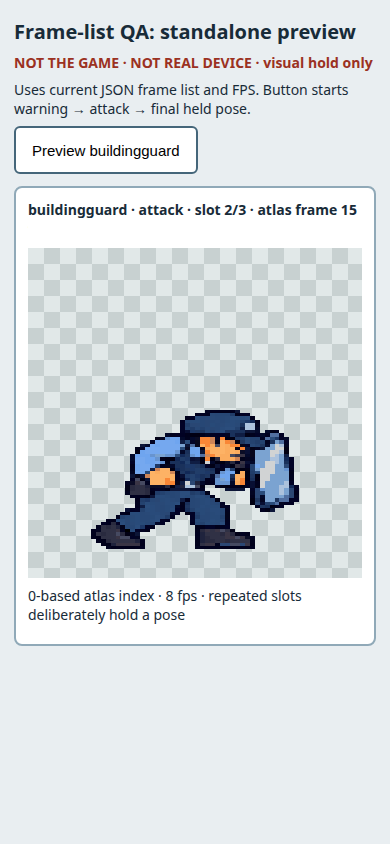 Frame-list QA: standalone preview
NOT THE GAME · NOT REAL DEVICE · visual hold only
Uses current JSON frame list and FPS. Button starts
warning → attack → final held pose.
Preview buildingguard
buildingguard · attack · slot 2/3 · atlas frame 15
0-based atlas index · 8 fps · repeated slots
deliberately hold a pose